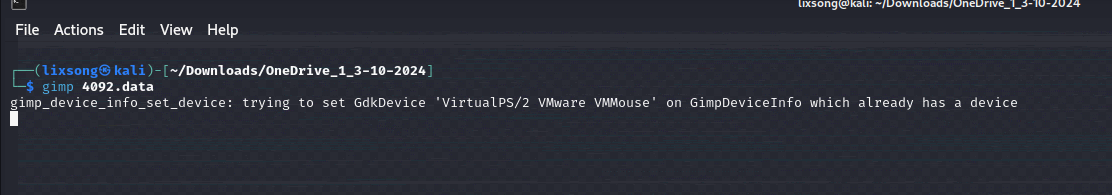 lixsong@kali: ~/Downloads/OneDrive_1_3-10-2024
File Actions Edit View Help
┌──(lixsong㉿kali)-[~/Downloads/OneDrive_1_3-10-2024]
└─$ gimp 4092.data
gimp_device_info_set_device: trying to set GdkDevice 'VirtualPS/2 VMware VMMouse' on GimpDeviceInfo which already has a device